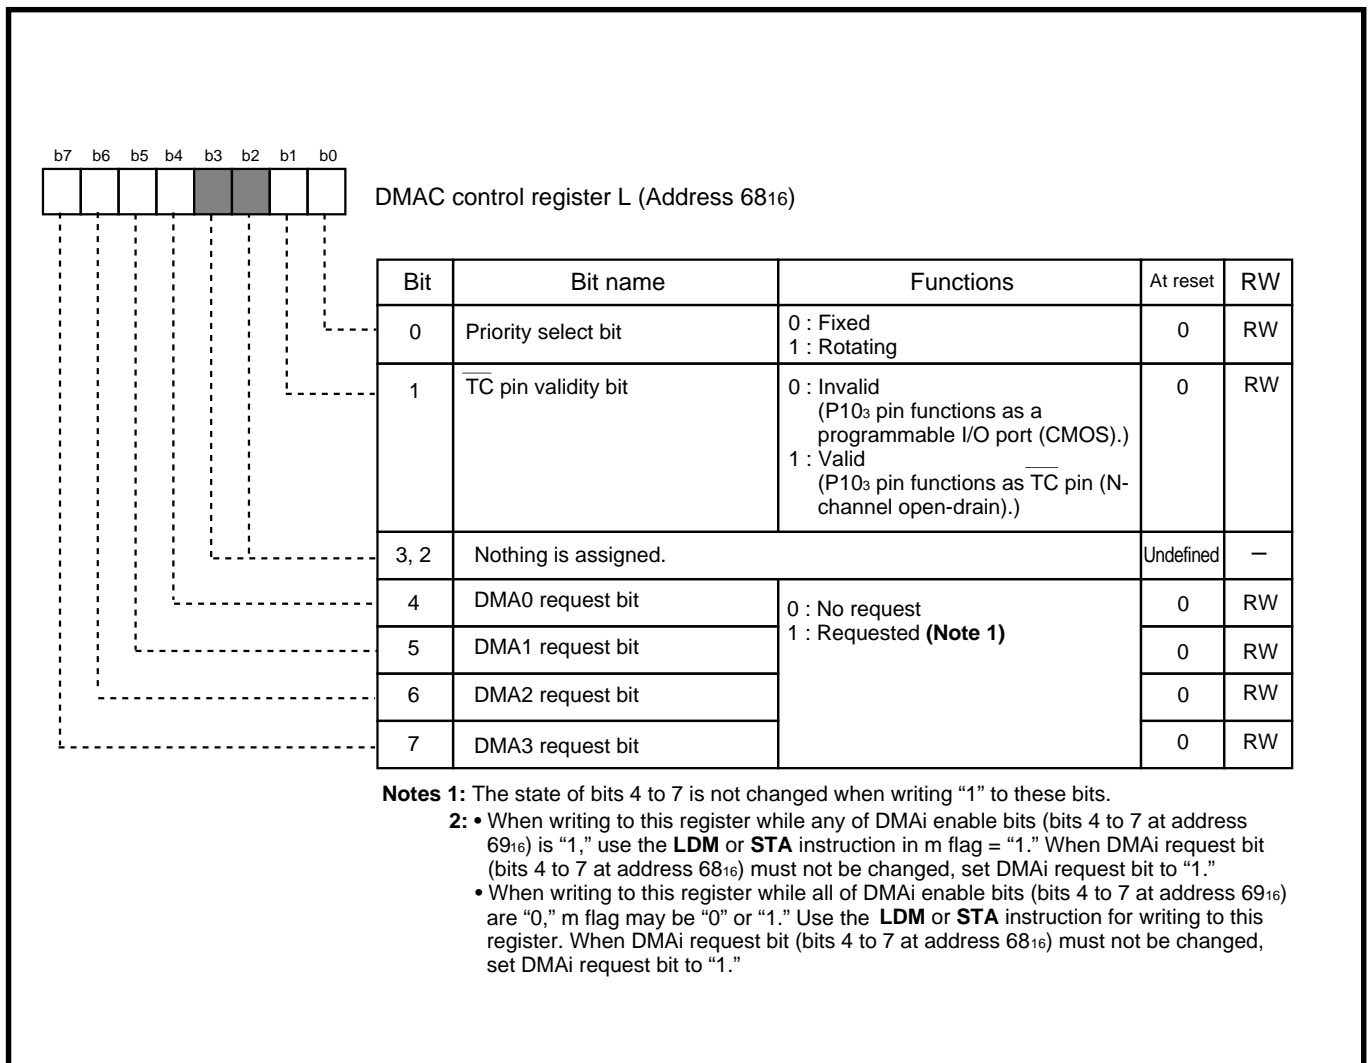 b7 b6 b5 b4 b3 b2 b1 b0
DMAC control register L (Address 6816)
Bit Bit name Functions At reset RW
0 Priority select bit 0 : Fixed 0 RW
1 : Rotating
1 TC pin validity bit 0 : Invalid 0 RW
(P103 pin functions as a
programmable I/O port (CMOS).)
1 : Valid
(P103 pin functions as TC pin (N-
channel open-drain).)
3, 2 Nothing is assigned. Undefined –
4 DMA0 request bit 0 : No request 0 RW
1 : Requested (Note 1)
5 DMA1 request bit 0 RW
6 DMA2 request bit 0 RW
7 DMA3 request bit 0 RW
Notes 1: The state of bits 4 to 7 is not changed when writing “1” to these bits.
2: • When writing to this register while any of DMAi enable bits (bits 4 to 7 at address
6916) is “1,” use the LDM or STA instruction in m flag = “1.” When DMAi request bit
(bits 4 to 7 at address 6816) must not be changed, set DMAi request bit to “1.”
• When writing to this register while all of DMAi enable bits (bits 4 to 7 at address 6916)
are “0,” m flag may be “0” or “1.” Use the LDM or STA instruction for writing to this
register. When DMAi request bit (bits 4 to 7 at address 6816) must not be changed,
set DMAi request bit to “1.”